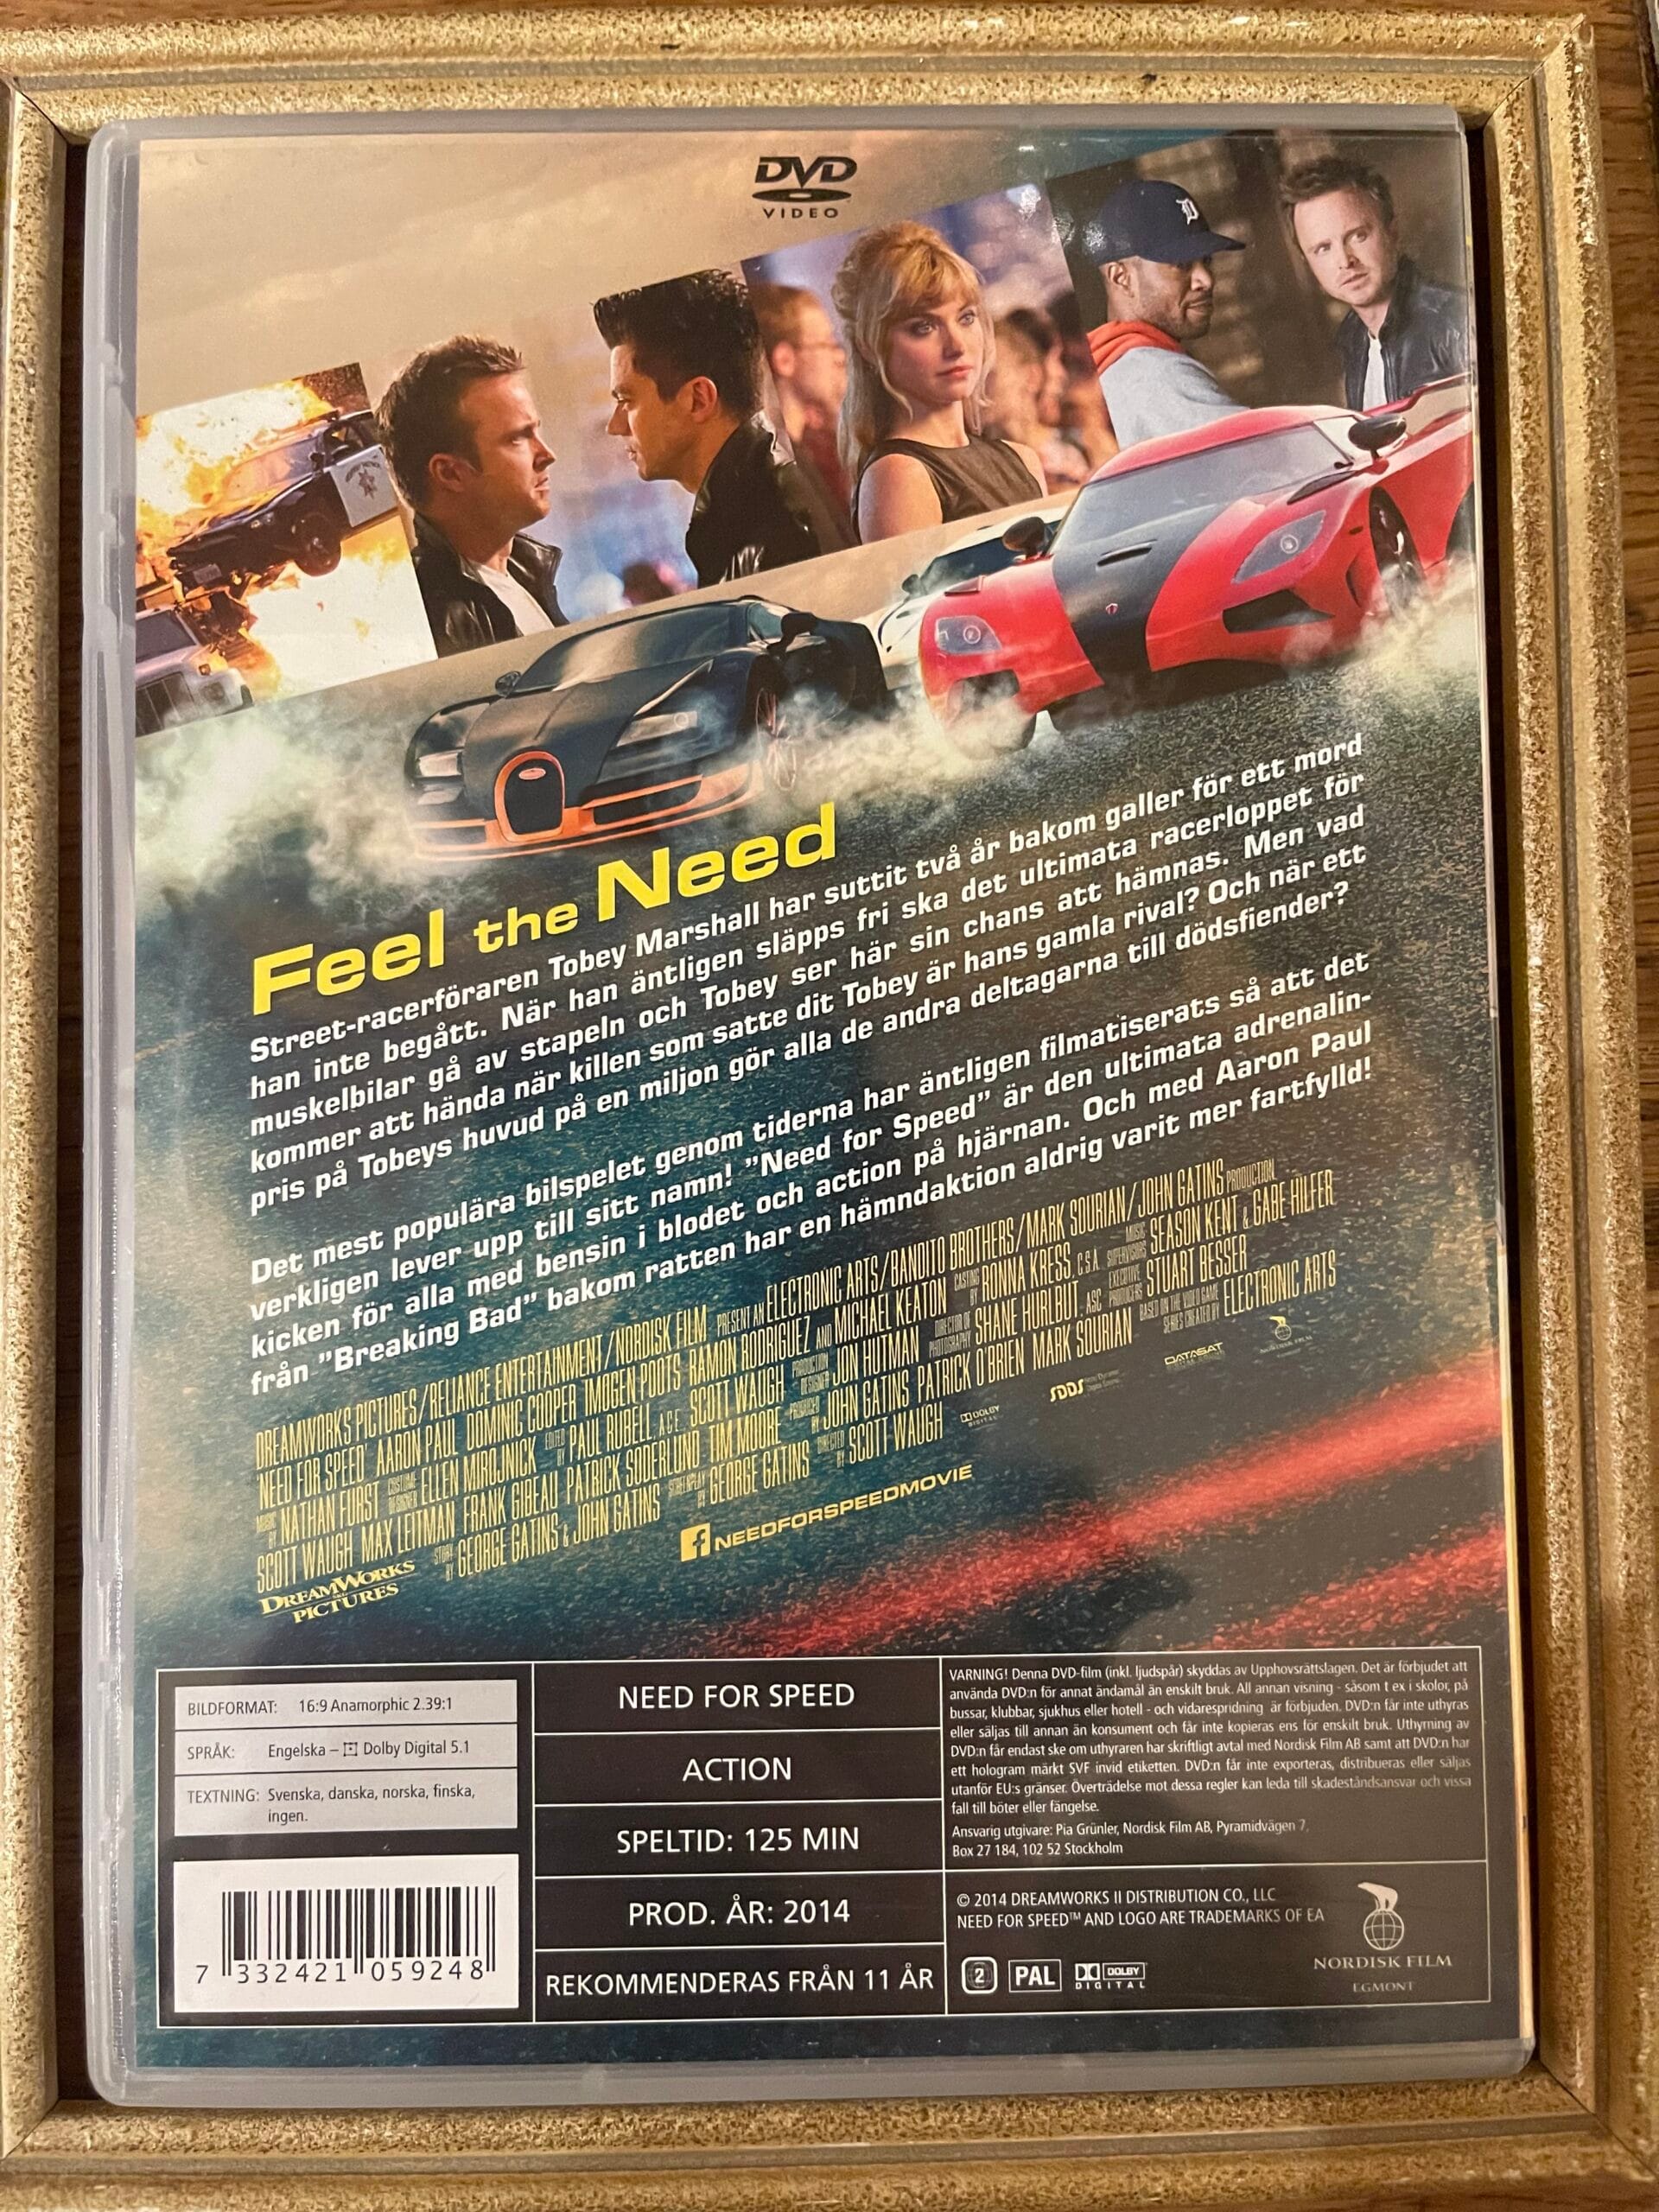 DVD
VIDEO
Feel the Need
Street-racerföraren Tobey Marshall har suttit två år bakom galler för ett mord
han inte begått. När han äntligen släpps fri ska det ultimata racerloppet för
muskelbilar gå av stapeln och Tobey ser här sin chans att hämnas. Men vad
kommer att hända när killen som satte dit Tobey är hans gamla rival? Och när ett
pris på Tobeys huvud på en miljon gör alla de andra deltagarna till dödsfiender?
Det mest populära bilspelet genom tiderna har äntligen filmatiserats så att det
verkligen lever upp till sitt namn! ”Need for Speed” är den ultimata adrenalin-
kicken för alla med bensin i blodet och action på hjärnan. Och med Aaron Paul
från ”Breaking Bad” bakom ratten har en hämndaktion aldrig varit mer fartfylld!
DREAMWORKS PICTURES/RELIANCE ENTERTAINMENT/NORDISK FILM PRESENT AN ELECTRONIC ARTS/BANDITO BROTHERS/MARK SOURIAN/JOHN GATINS PRODUCTION
"NEED FOR SPEED" AARON PAUL DOMINIC COOPER IMOGEN POOTS RAMON RODRIGUEZ AND MICHAEL KEATON CASTING BY RONNA KRESS, C.S.A. MUSIC SUPERVISORS SEASON KENT & GABE HILFER
MUSIC BY NATHAN FURST COSTUME DESIGNER ELLEN MIROJNICK EDITED BY PAUL RUBELL, A.C.E. SCOTT WAUGH PRODUCTION DESIGNER JON HUTMAN DIRECTOR OF PHOTOGRAPHY SHANE HURLBUT, ASC EXECUTIVE PRODUCERS STUART BESSER
SCOTT WAUGH MAX LEITMAN FRANK GIBEAU PATRICK SODERLUND TIM MOORE PRODUCED BY JOHN GATINS PATRICK O'BRIEN MARK SOURIAN BASED ON THE VIDEO GAME SERIES CREATED BY ELECTRONIC ARTS
STORY BY GEORGE GATINS & JOHN GATINS SCREENPLAY BY GEORGE GATINS DIRECTED BY SCOTT WAUGH
DOLBY DIGITAL
SDDS
DATASAT
NORDISK FILM
DREAMWORKS
PICTURES
f NEEDFORSPEEDMOVIE
BILDFORMAT: 16:9 Anamorphic 2.39:1
SPRÅK: Engelska – Dolby Digital 5.1
TEXTNING: Svenska, danska, norska, finska,
ingen.
7 332421 059248
NEED FOR SPEED
ACTION
SPELTID: 125 MIN
PROD. ÅR: 2014
REKOMMENDERAS FRÅN 11 ÅR
VARNING! Denna DVD-film (inkl. ljudspår) skyddas av Upphovsrättslagen. Det är förbjudet att
använda DVD:n för annat ändamål än enskilt bruk. All annan visning - såsom t ex i skolor, på
bussar, klubbar, sjukhus eller hotell - och vidarespridning är förbjuden. DVD:n får inte uthyras
eller säljas till annan än konsument och får inte kopieras ens för enskilt bruk. Uthyrning av
DVD:n får endast ske om uthyraren har skriftligt avtal med Nordisk Film AB samt att DVD:n har
ett hologram märkt SVF invid etiketten. DVD:n får inte exporteras, distribueras eller säljas
utanför EU:s gränser. Överträdelse mot dessa regler kan leda till skadeståndsansvar och vissa
fall till böter eller fängelse.
Ansvarig utgivare: Pia Grünler, Nordisk Film AB, Pyramidvägen 7,
Box 27 184, 102 52 Stockholm
© 2014 DREAMWORKS II DISTRIBUTION CO., LLC
NEED FOR SPEED™ AND LOGO ARE TRADEMARKS OF EA
2 PAL DOLBY DIGITAL
NORDISK FILM
EGMONT